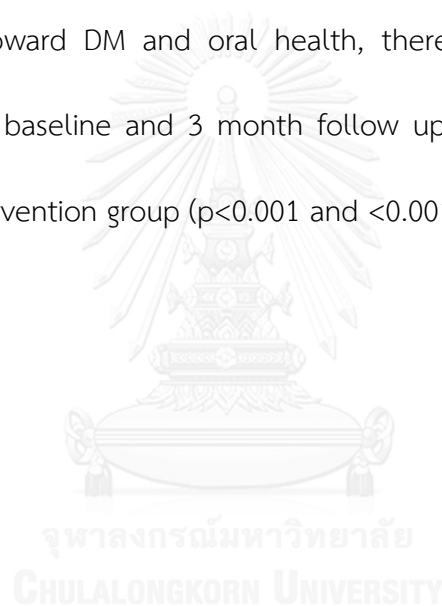 oward DM and oral health, there
baseline and 3 month follow up
vention group (p<0.001 and <0.00
จุฬาลงกรณ์มหาวิทยาลัย
CHULALONGKORN UNIVERSITY